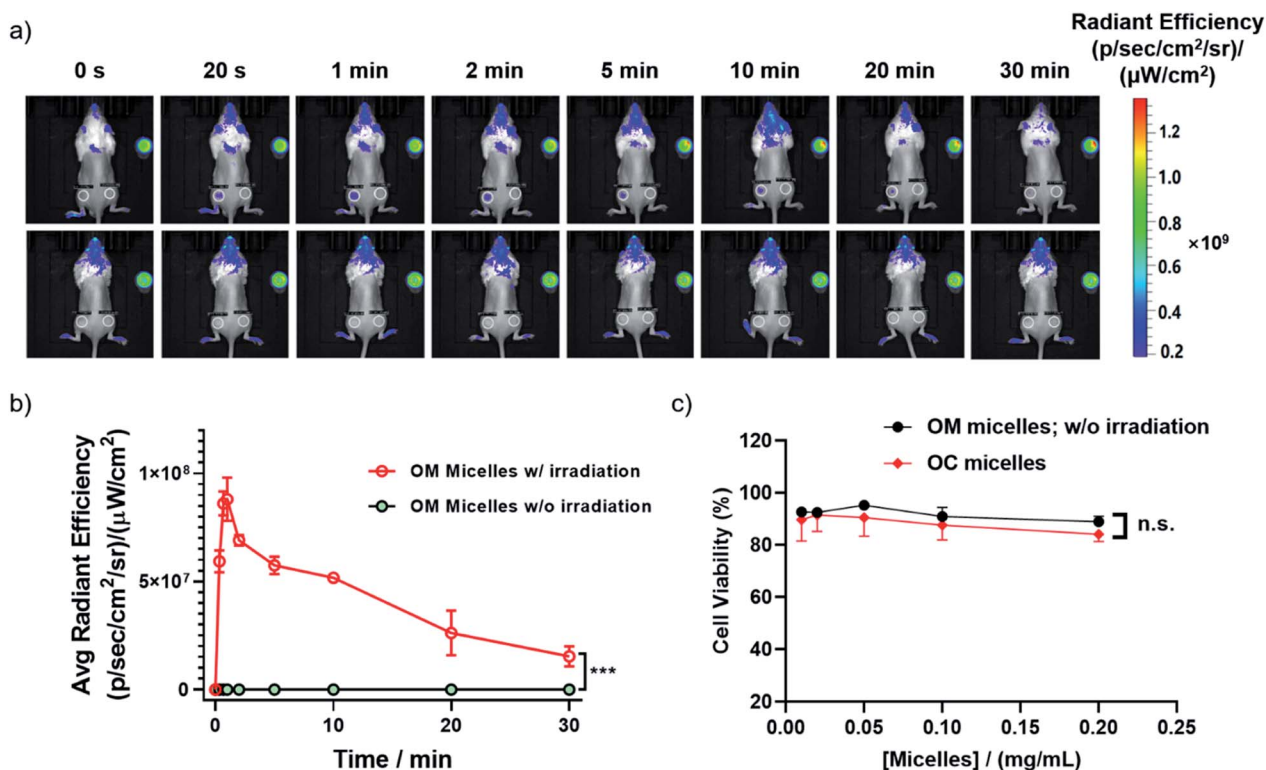 a)
Radiant Efficiency
(p/sec/cm²/sr)/
(μW/cm²)
0 s 20 s 1 min 2 min 5 min 10 min 20 min 30 min
1.2
1.0
0.8
×10⁹
0.6
0.4
0.2
b)
Avg Radiant Efficiency
(p/sec/cm²/sr)/(μW/cm²)
1×10⁸
5×10⁷
0
OM Micelles w/ irradiation
OM Micelles w/o irradiation
***
0 10 20 30
Time / min
c)
OM micelles; w/o irradiation
OC micelles
Cell Viability (%)
120
100
80
60
40
20
n.s.
0.00 0.05 0.10 0.15 0.20 0.25
[Micelles] / (mg/mL)